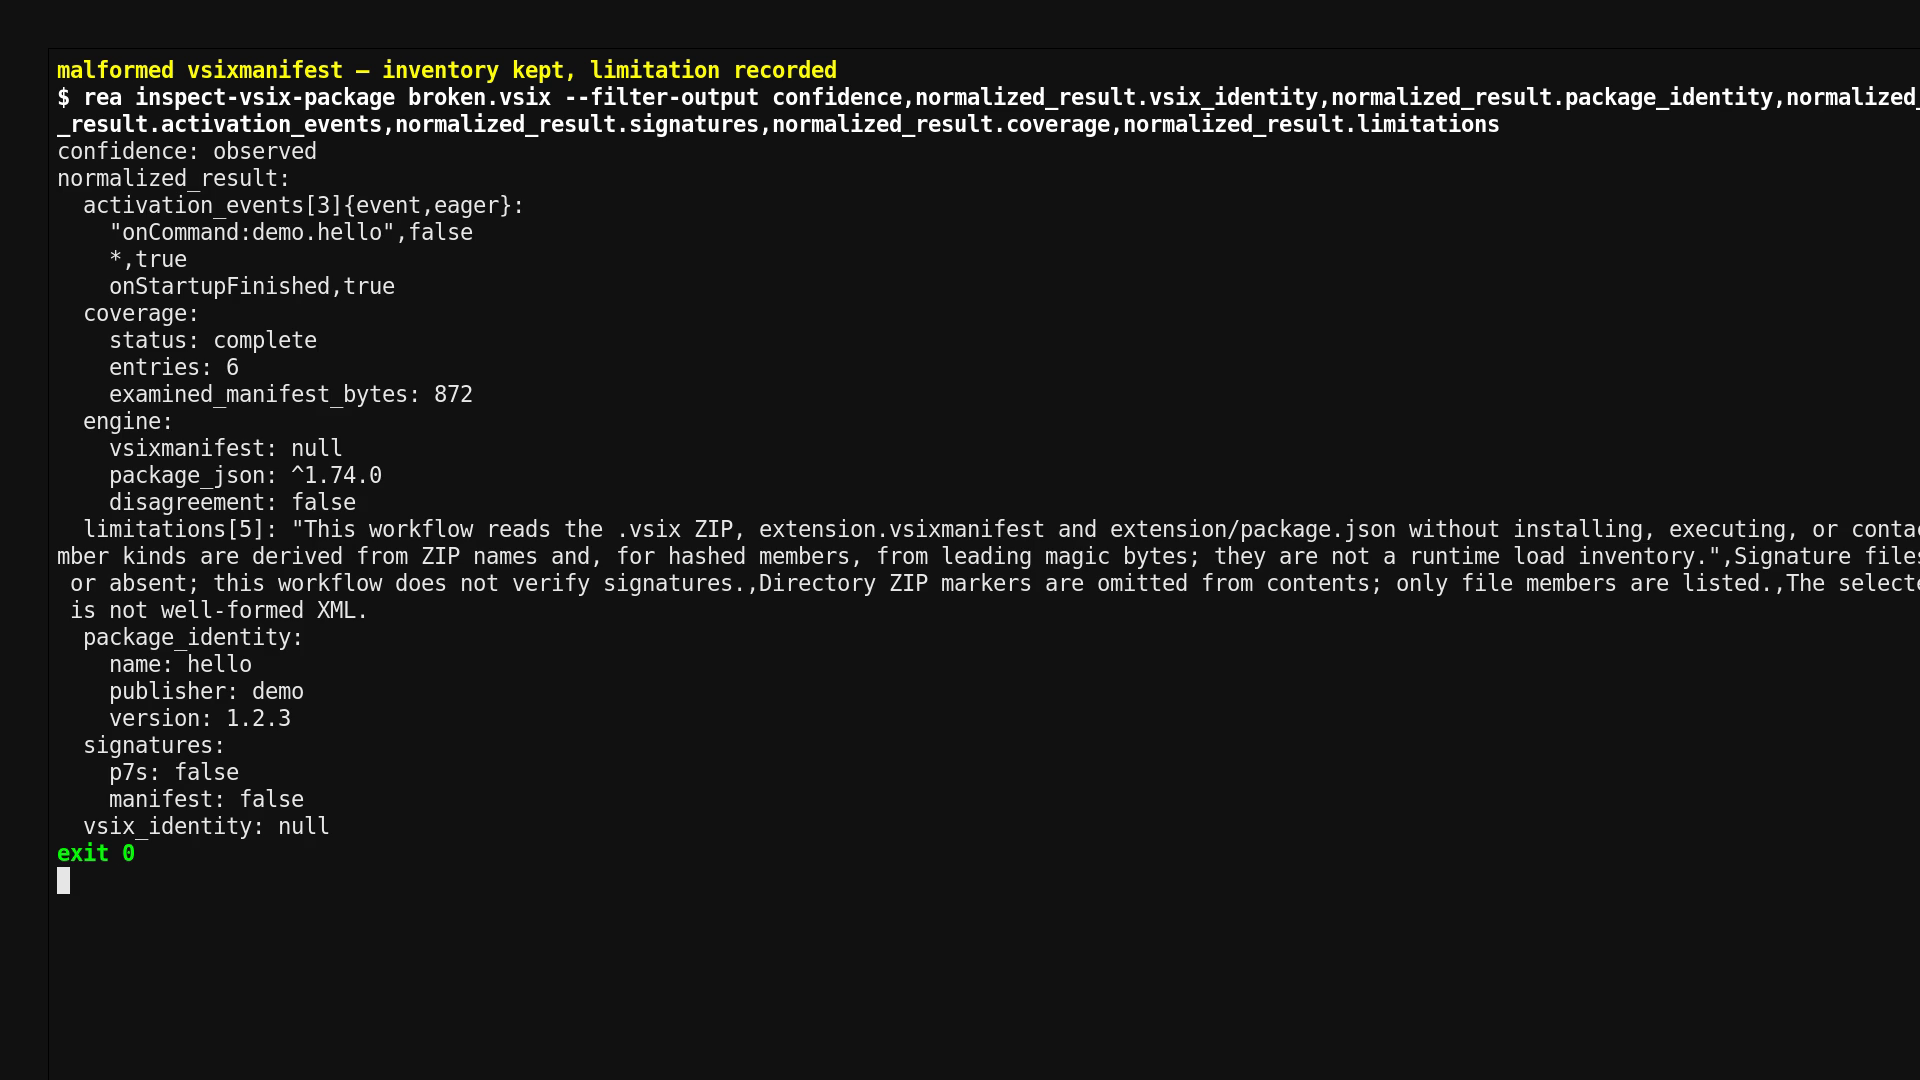 malformed vsixmanifest — inventory kept, limitation recorded
$ rea inspect-vsix-package broken.vsix --filter-output confidence,normalized_result.vsix_identity,normalized_result.package_identity,normalized_
_result.activation_events,normalized_result.signatures,normalized_result.coverage,normalized_result.limitations
confidence: observed
normalized_result:
  activation_events[3]{event,eager}:
    "onCommand:demo.hello",false
    *,true
    onStartupFinished,true
  coverage:
    status: complete
    entries: 6
    examined_manifest_bytes: 872
  engine:
    vsixmanifest: null
    package_json: ^1.74.0
    disagreement: false
  limitations[5]: "This workflow reads the .vsix ZIP, extension.vsixmanifest and extension/package.json without installing, executing, or
mber kinds are derived from ZIP names and, for hashed members, from leading magic bytes; they are not a runtime load inventory.",Signature files
 or absent; this workflow does not verify signatures.,Directory ZIP markers are omitted from contents; only file members are listed.,The
 is not well-formed XML.
  package_identity:
    name: hello
    publisher: demo
    version: 1.2.3
  signatures:
    p7s: false
    manifest: false
  vsix_identity: null
exit 0